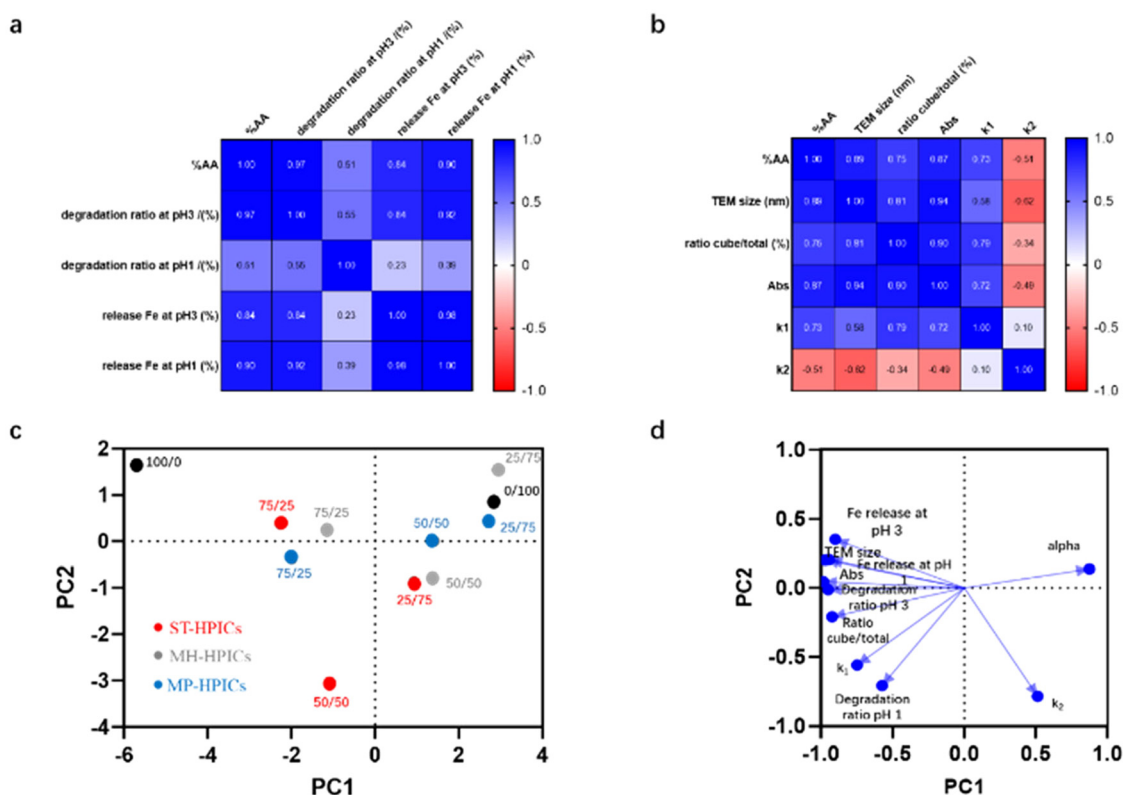 a
%AA
degradation ratio at pH3 /(%)
degradation ratio at pH1 /(%)
release Fe at pH3 (%)
release Fe at pH1 (%)
%AA 1.00 0.97 0.51 0.84 0.90
degradation ratio at pH3 /(%) 0.97 1.00 0.55 0.84 0.92
degradation ratio at pH1 /(%) 0.51 0.55 1.00 0.23 0.39
release Fe at pH3 (%) 0.84 0.84 0.23 1.00 0.98
release Fe at pH1 (%) 0.90 0.92 0.39 0.98 1.00
1.0
0.5
0
-0.5
-1.0
b
%AA
TEM size (nm)
ratio cube/total (%)
Abs
k1
k2
%AA 1.00 0.89 0.75 0.87 0.73 -0.51
TEM size (nm) 0.89 1.00 0.91 0.94 0.58 -0.62
ratio cube/total (%) 0.75 0.91 1.00 0.90 0.79 -0.34
Abs 0.87 0.94 0.90 1.00 0.72 -0.49
k1 0.73 0.58 0.79 0.72 1.00 0.10
k2 -0.51 -0.62 -0.34 -0.49 0.10 1.00
1.0
0.5
0
-0.5
-1.0
c
PC2
2
1
0
-1
-2
-3
-4
100/0
75/25
75/25
75/25
50/50
25/75
0/100
25/75
50/50
25/75
50/50
ST-HPICs
MH-HPICs
MP-HPICs
-6 -4 -2 0 2 4
PC1
d
PC2
1.0
0.5
0.0
-0.5
-1.0
Fe release at
pH 3
TEM size
Fe release at pH
1
Abs
Degradation
ratio pH 3
Ratio
cube/total
k1
Degradation
ratio pH 1
alpha
k2
-1.0 -0.5 0.0 0.5 1.0
PC1